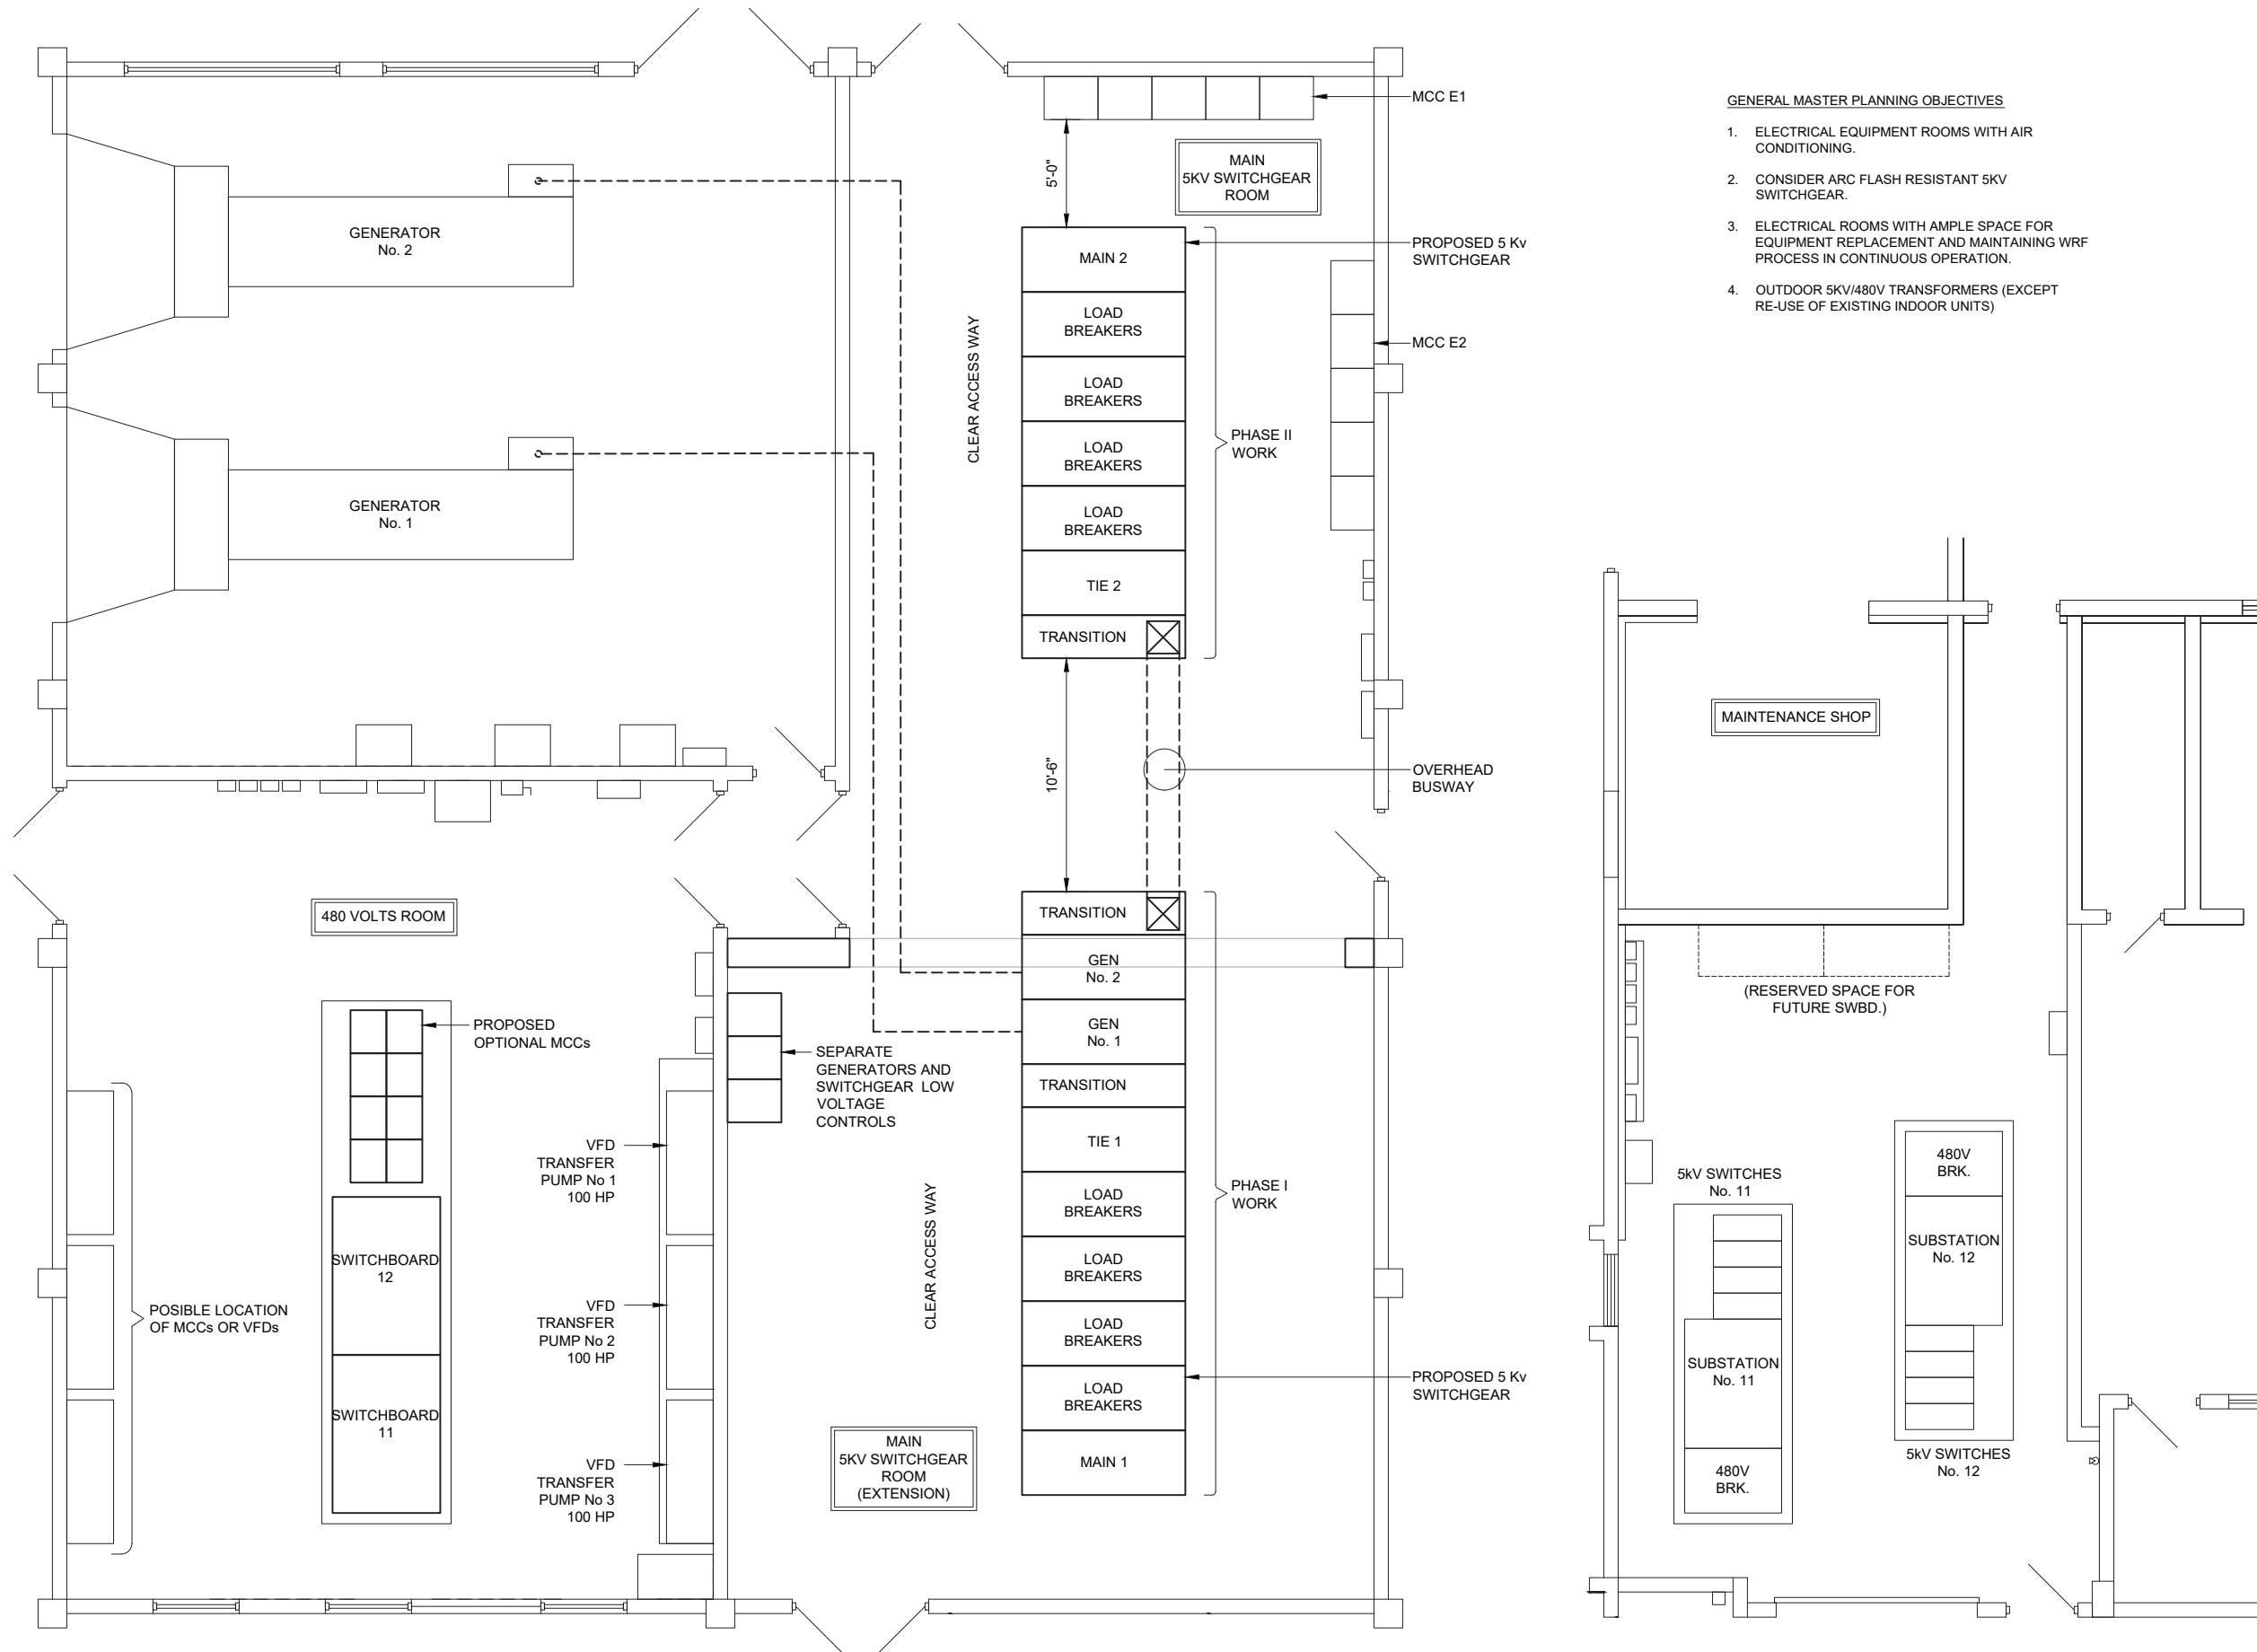 MCC E1
GENERAL MASTER PLANNING OBJECTIVES
1. ELECTRICAL EQUIPMENT ROOMS WITH AIR
CONDITIONING.
2. CONSIDER ARC FLASH RESISTANT 5KV
SWITCHGEAR.
3. ELECTRICAL ROOMS WITH AMPLE SPACE FOR
EQUIPMENT REPLACEMENT AND MAINTAINING WRF
PROCESS IN CONTINUOUS OPERATION.
4. OUTDOOR 5KV/480V TRANSFORMERS (EXCEPT
RE-USE OF EXISTING INDOOR UNITS)
5'-0"
MAIN
5KV SWITCHGEAR
ROOM
GENERATOR
No. 2
MAIN 2
PROPOSED 5 Kv
SWITCHGEAR
LOAD
BREAKERS
MCC E2
CLEAR ACCESS WAY
LOAD
BREAKERS
LOAD
BREAKERS
PHASE II
WORK
GENERATOR
No. 1
LOAD
BREAKERS
TIE 2
TRANSITION
10'-6"
OVERHEAD
BUSWAY
MAINTENANCE SHOP
480 VOLTS ROOM
TRANSITION
GEN
No. 2
(RESERVED SPACE FOR
FUTURE SWBD.)
PROPOSED
OPTIONAL MCCs
GEN
No. 1
SEPARATE
GENERATORS AND
SWITCHGEAR LOW
VOLTAGE
CONTROLS
TRANSITION
TIE 1
VFD
TRANSFER
PUMP No 1
100 HP
LOAD
BREAKERS
PHASE I
WORK
CLEAR ACCESS WAY
5kV SWITCHES
No. 11
480V
BRK.
SUBSTATION
No. 12
SWITCHBOARD
12
LOAD
BREAKERS
POSIBLE LOCATION
OF MCCs OR VFDs
VFD
TRANSFER
PUMP No 2
100 HP
LOAD
BREAKERS
SUBSTATION
No. 11
LOAD
BREAKERS
PROPOSED 5 Kv
SWITCHGEAR
SWITCHBOARD
11
MAIN
5KV SWITCHGEAR
ROOM
(EXTENSION)
MAIN 1
VFD
TRANSFER
PUMP No 3
100 HP
480V
BRK.
5kV SWITCHES
No. 12